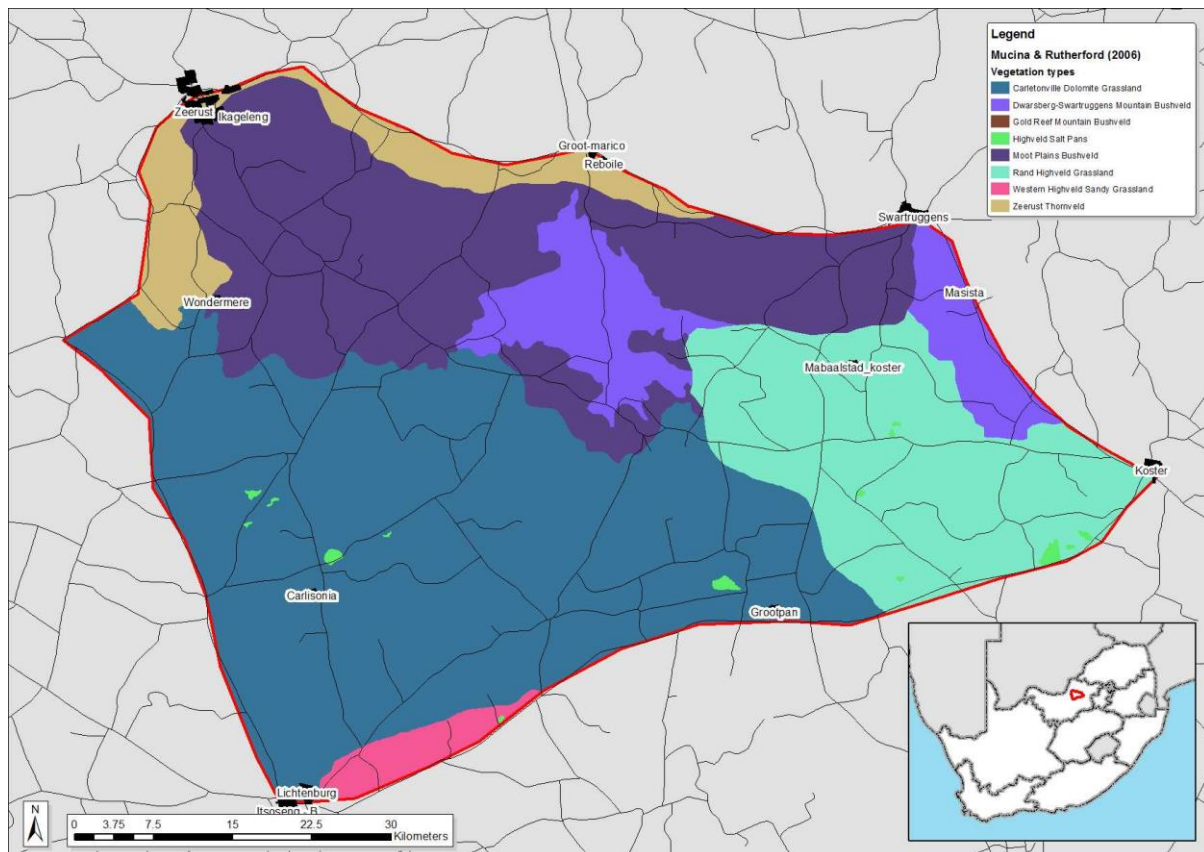 Legend
Mucina & Rutherford (2006)
Vegetation types
Carletonville Dolomite Grassland
Dwarsberg-Swartruggens Mountain Bushveld
Gold Reef Mountain Bushveld
Highveld Salt Pans
Moot Plains Bushveld
Rand Highveld Grassland
Western Highveld Sandy Grassland
Zeerust Thornveld
Zeerust
Ikageleng
Groot-marico
Reboile
Swartruggens
Masista
Wondermere
Mabaalstad_koster
Koster
Carlisonia
Grootpan
Lichtenburg
Itsoseng - B
N
0 3.75 7.5 15 22.5 30
Kilometers